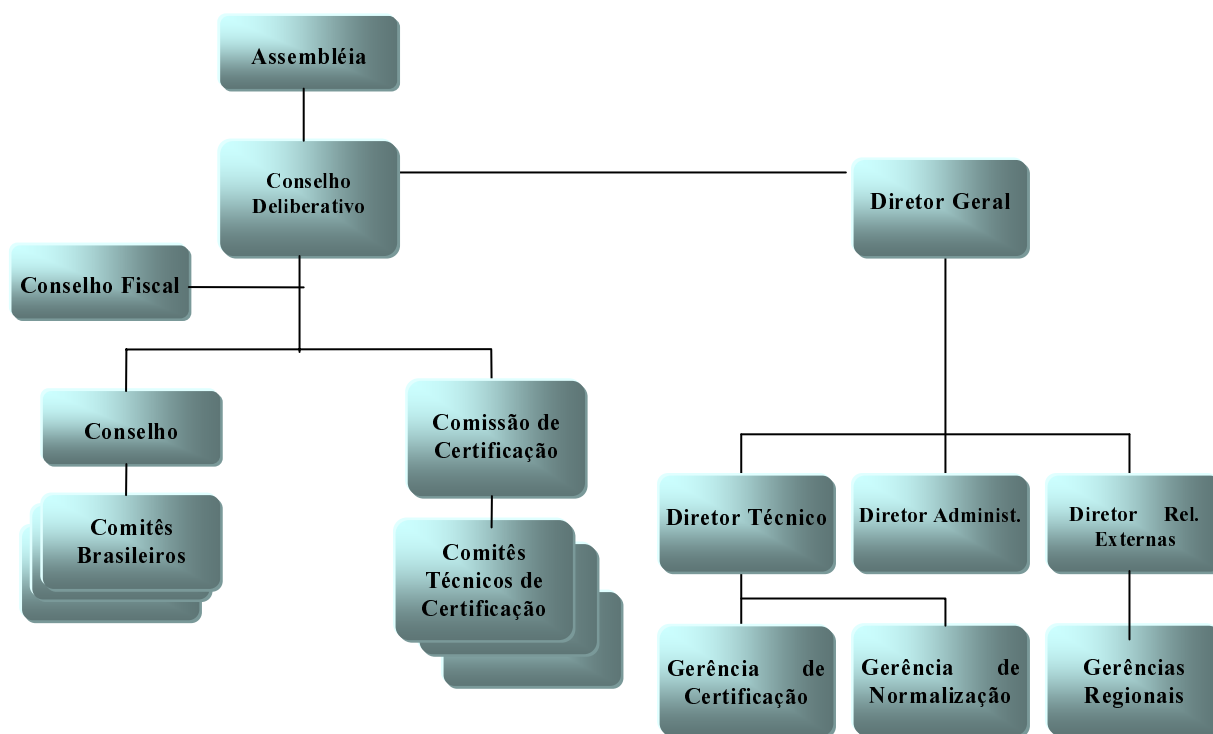 Assembléia
Conselho
Deliberativo
Diretor Geral
Conselho Fiscal
Conselho
Comissão de
Certificação
Comitês
Brasileiros
Comitês
Técnicos de
Certificação
Diretor Técnico
Diretor Administ.
Diretor Rel.
Externas
Gerência de
Certificação
Gerência de
Normalização
Gerências
Regionais